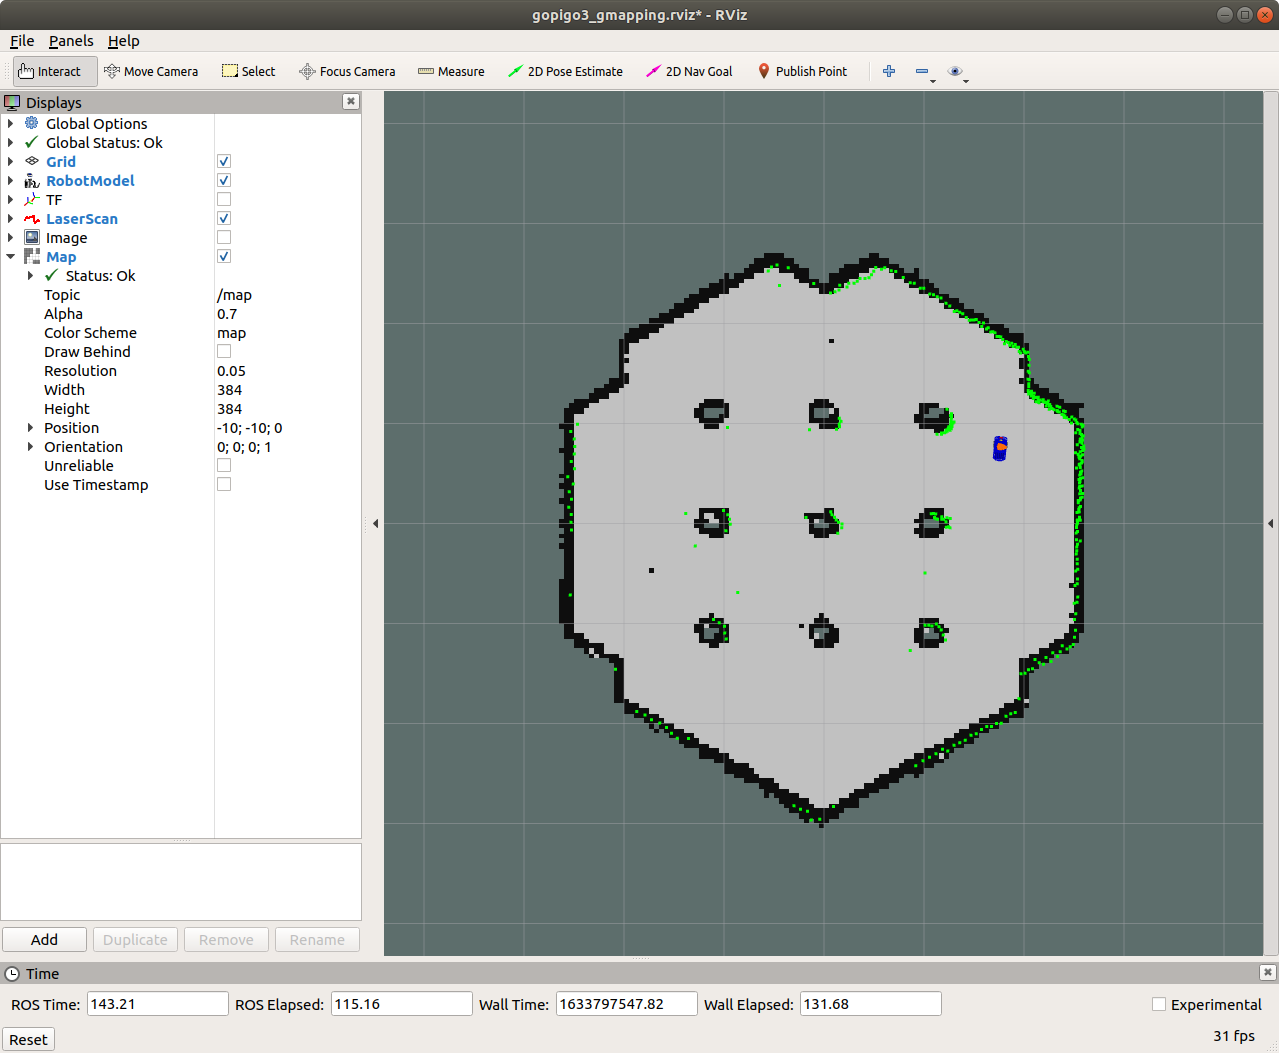 gopigo3_gmapping.rviz* - RViz
File Panels Help
Interact Move Camera Select Focus Camera Measure 2D Pose Estimate 2D Nav Goal Publish Point
Displays
Global Options
Global Status: Ok
Grid
RobotModel
TF
LaserScan
Image
Map
Status: Ok
Topic /map
Alpha 0.7
Color Scheme map
Draw Behind
Resolution 0.05
Width 384
Height 384
Position -10; -10; 0
Orientation 0; 0; 0; 1
Unreliable
Use Timestamp
Add Duplicate Remove Rename
Time
ROS Time: 143.21 ROS Elapsed: 115.16 Wall Time: 1633797547.82 Wall Elapsed: 131.68 Experimental
Reset 31 fps